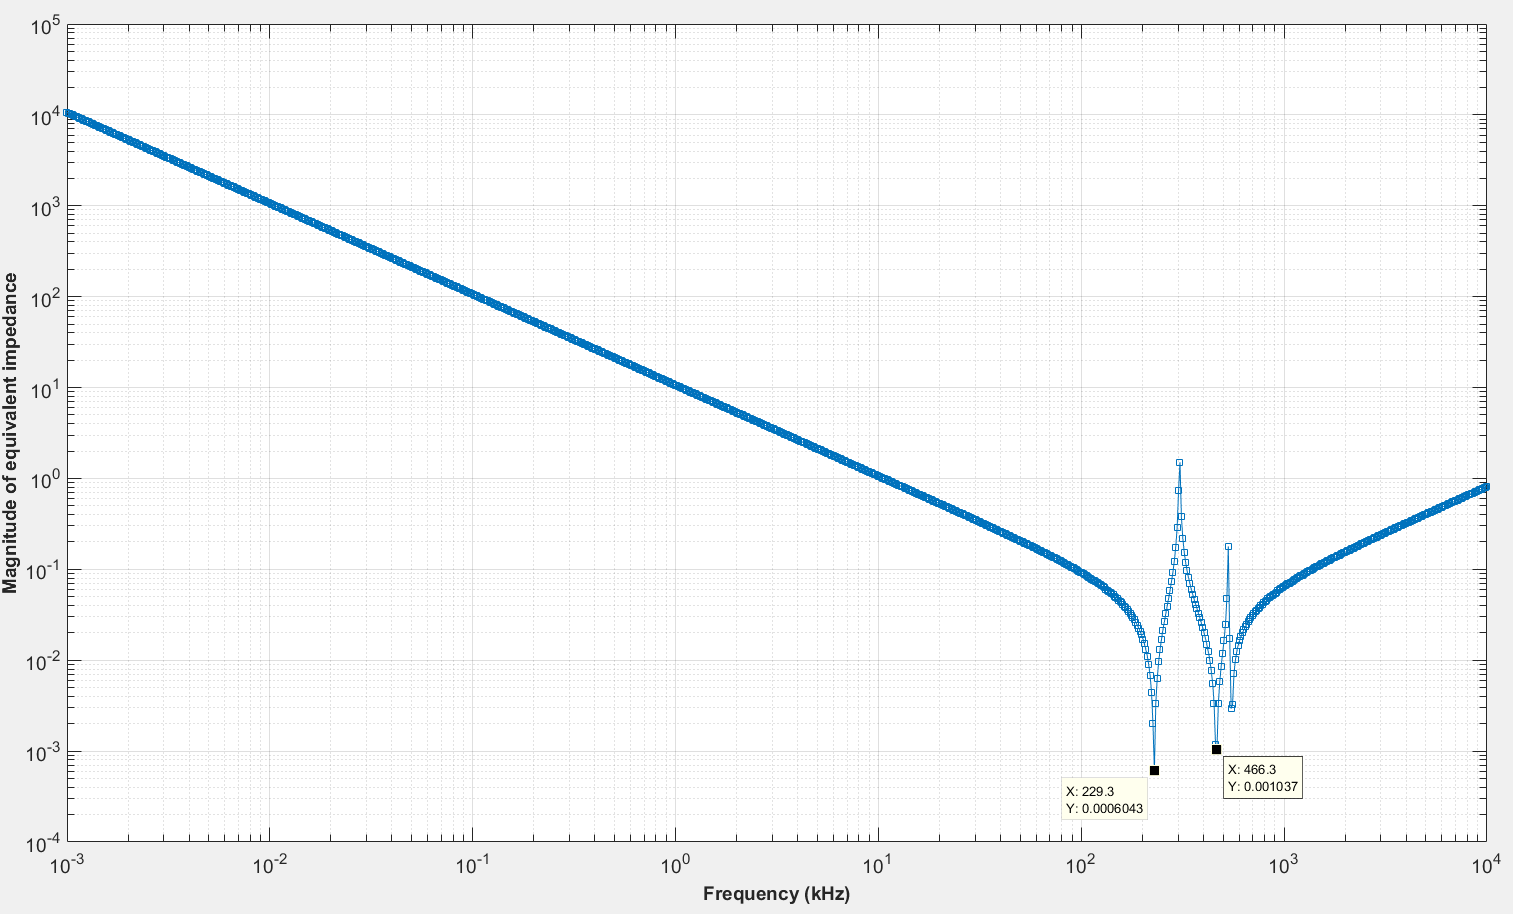 10^5
10^4
10^3
10^2
10^1
10^0
10^-1
10^-2
10^-3
10^-4
Magnitude of equivalent impedance
X: 229.3
Y: 0.0006043
X: 466.3
Y: 0.001037
10^-3 10^-2 10^-1 10^0 10^1 10^2 10^3 10^4
Frequency (kHz)